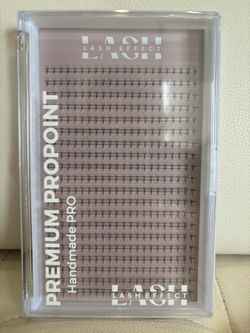 LASH
LASH EFFECT
PREMIUM PROPOINT
Handmade PRO
LASH
LASH EFFECT